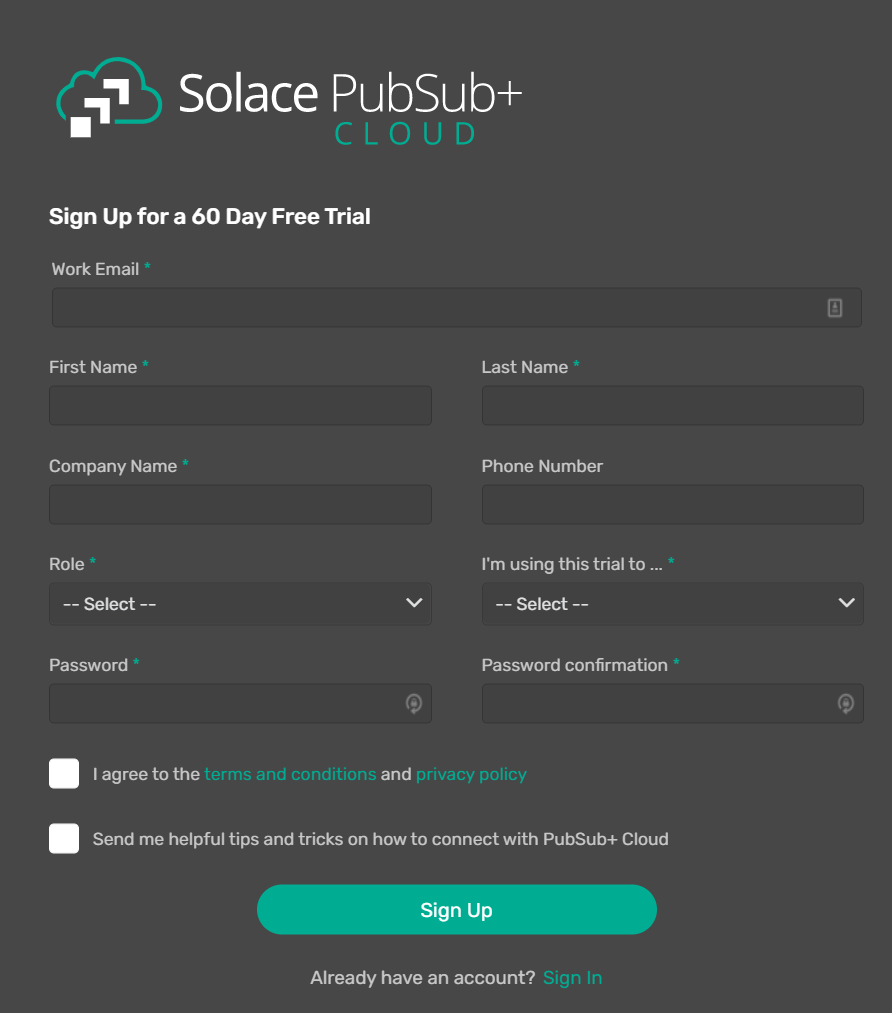 Solace PubSub+
CLOUD
Sign Up for a 60 Day Free Trial
Work Email *
First Name * Last Name *
Company Name * Phone Number
Role * I'm using this trial to ... *
-- Select -- -- Select --
Password * Password confirmation *
I agree to the terms and conditions and privacy policy
Send me helpful tips and tricks on how to connect with PubSub+ Cloud
Sign Up
Already have an account? Sign In